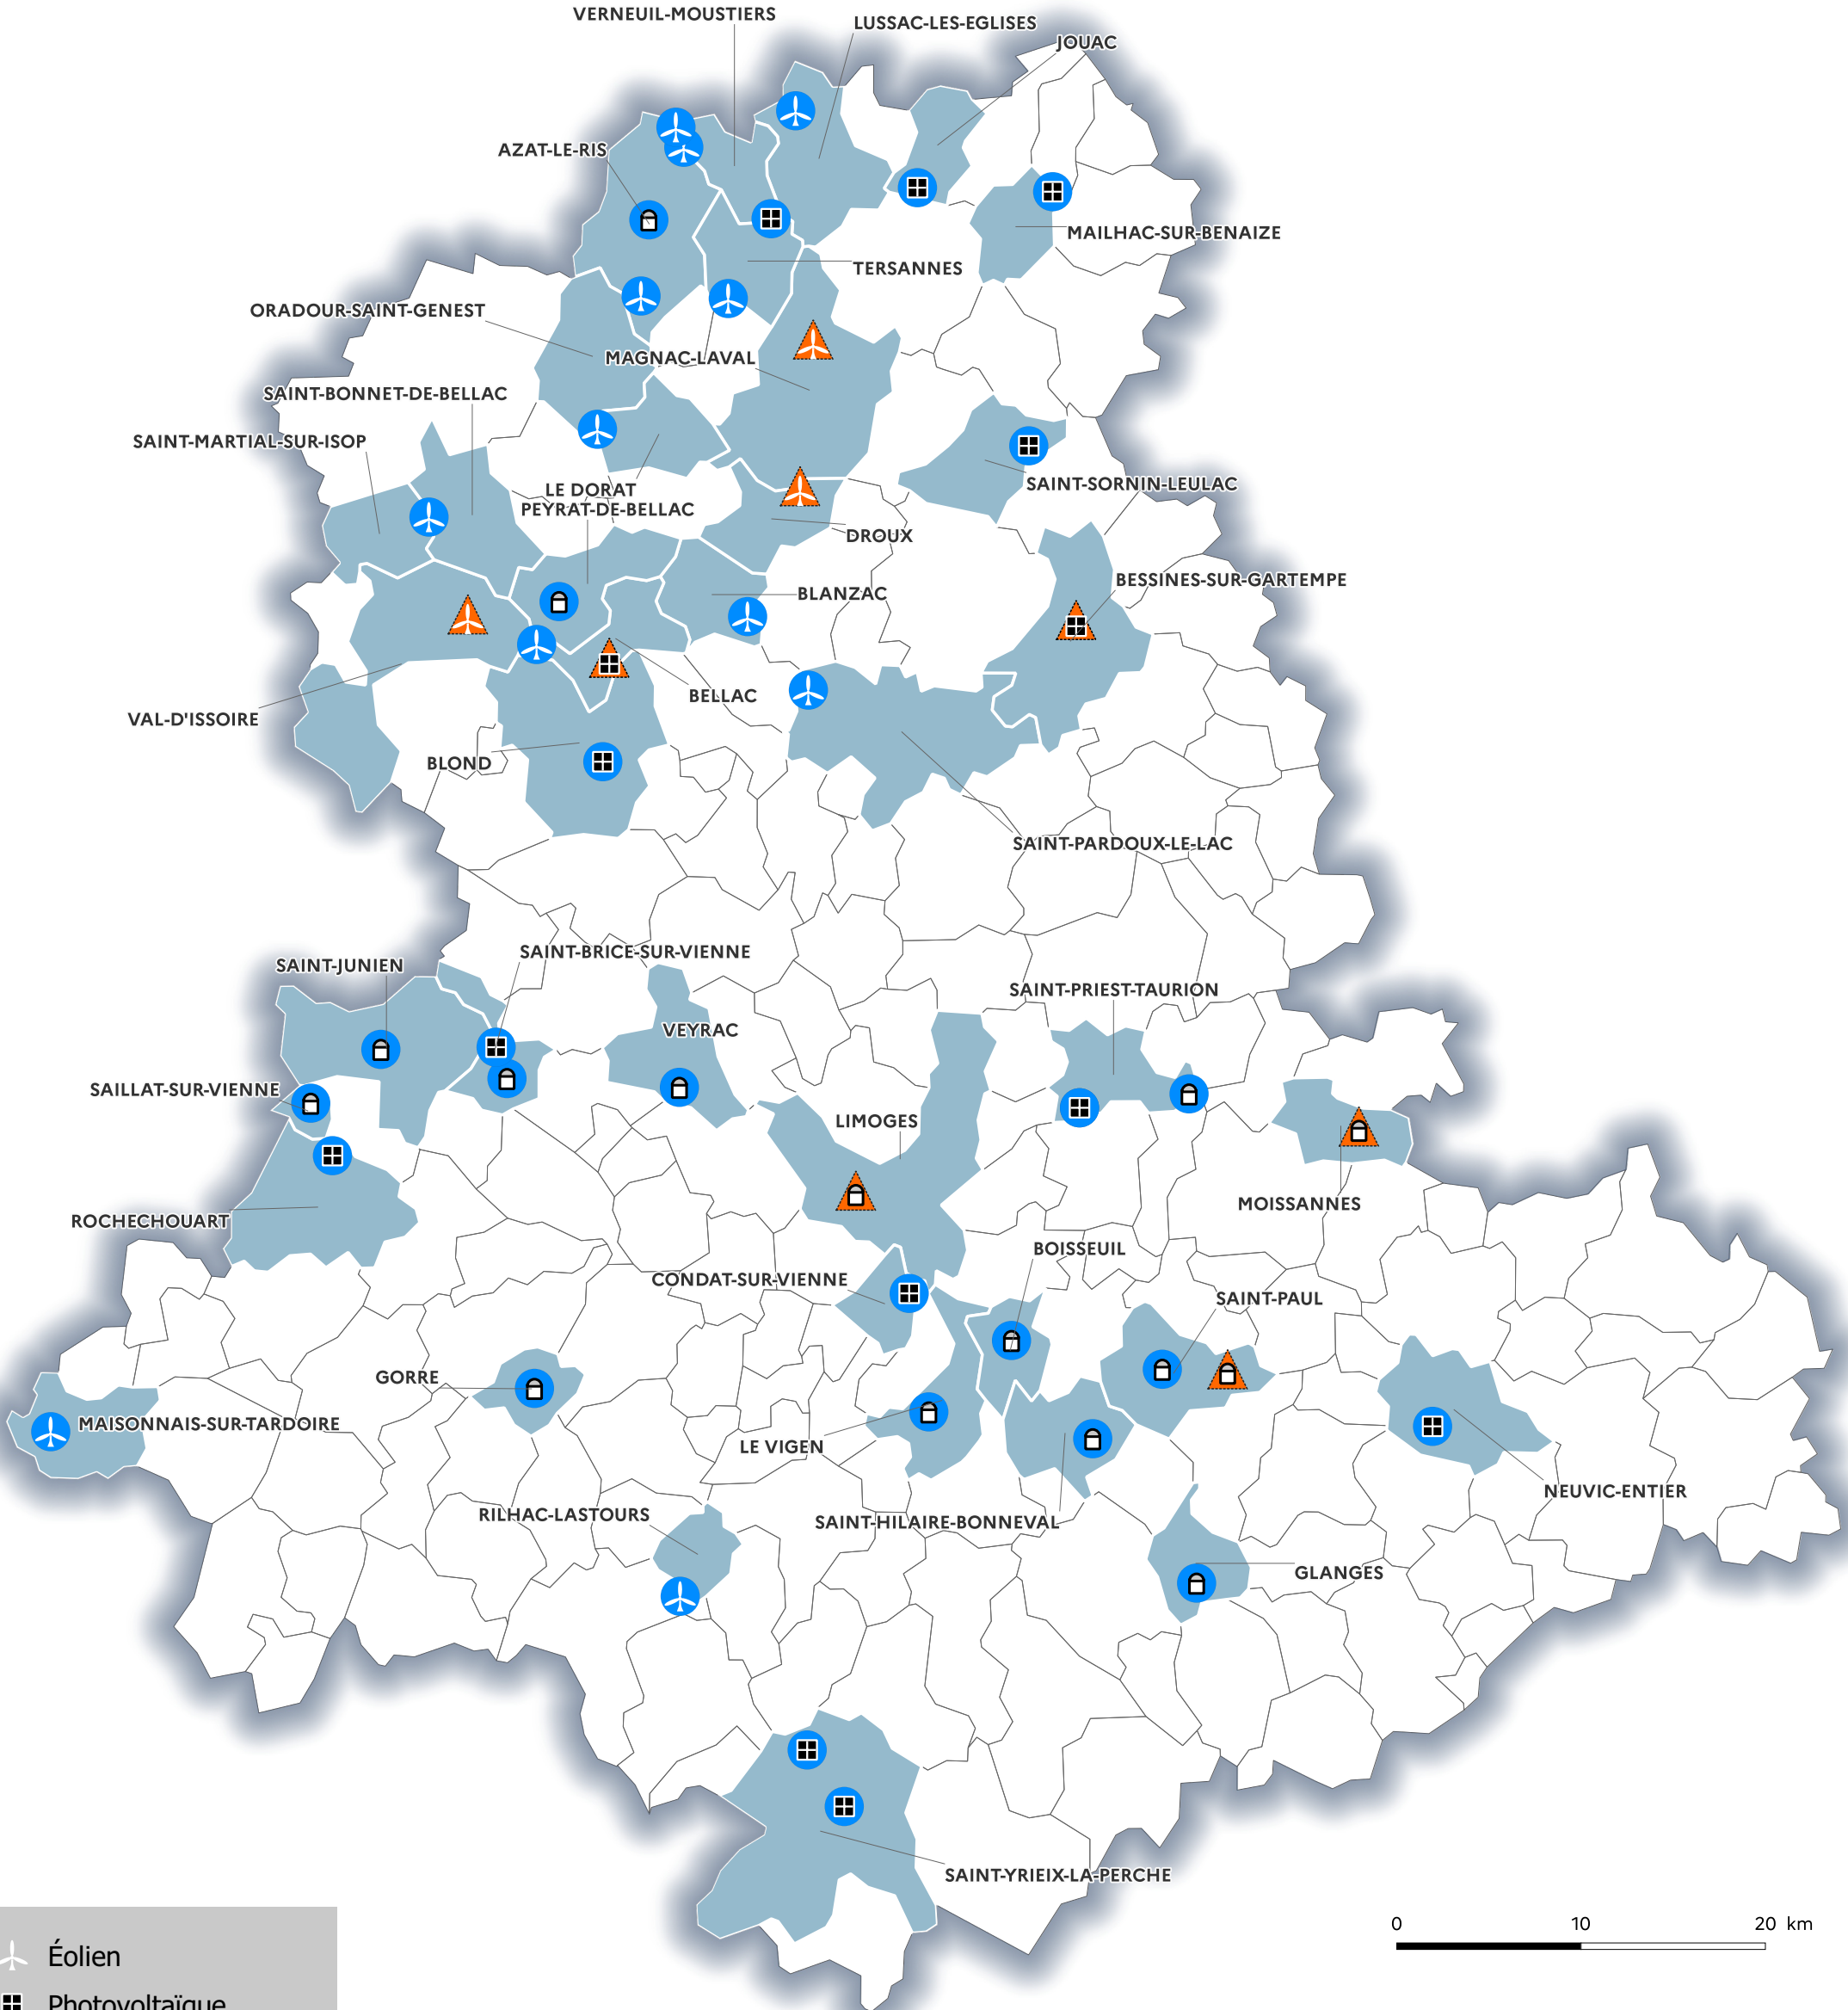 VERNEUIL-MOUSTIERS
LUSSAC-LES-EGLISES
JOUAC
AZAT-LE-RIS
MAILHAC-SUR-BENAIZE
TERSANNES
ORADOUR-SAINT-GENEST
MAGNAC-LAVAL
SAINT-BONNET-DE-BELLAC
SAINT-MARTIAL-SUR-ISOP
SAINT-SORNIN-LEULAC
LE DORAT
PEYRAT-DE-BELLAC
DROUX
BESSINES-SUR-GARTEMPE
BLANZAC
BELLAC
VAL-D'ISSOIRE
BLOND
SAINT-PARDOUX-LE-LAC
SAINT-BRICE-SUR-VIENNE
SAINT-JUNIEN
SAINT-PRIEST-TAURION
VEYRAC
SAILLAT-SUR-VIENNE
LIMOGES
MOISSANNES
ROCHECHOUART
BOISSEUIL
CONDAT-SUR-VIENNE
SAINT-PAUL
GORRE
MAISONNAIS-SUR-TARDOIRE
LE VIGEN
NEUVIC-ENTIER
RILHAC-LASTOURS
SAINT-HILAIRE-BONNEVAL
GLANGES
SAINT-YRIEIX-LA-PERCHE
0 10 20 km
Éolien
Photovoltaïque